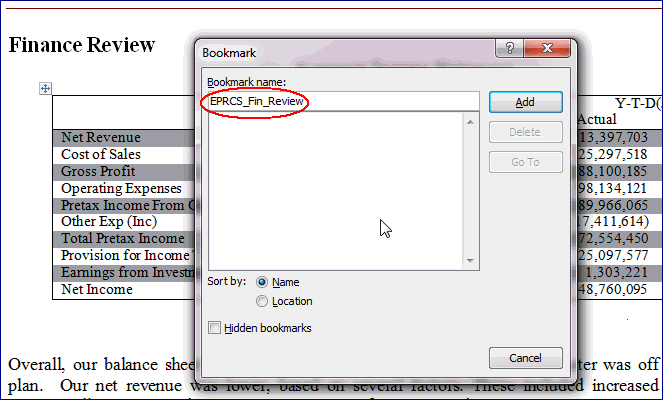 Finance Review
Bookmark
Bookmark name:
EPRCS_Fin_Review
Add
Delete
Go To
Sort by:
Name
Location
Hidden bookmarks
Cancel
Y-T-D(
Actual
Net Revenue 13,397,703
Cost of Sales 25,297,518
Gross Profit 88,100,185
Operating Expenses 98,134,121
Pretax Income From 89,966,065
Other Exp (Inc) 17,411,614)
Total Pretax Income 72,554,450
Provision for Income 25,097,577
Earnings from Investm 1,303,221
Net Income 48,760,095
Overall, our balance shee ter was off
plan. Our net revenue was lower, based on several factors. These included increased